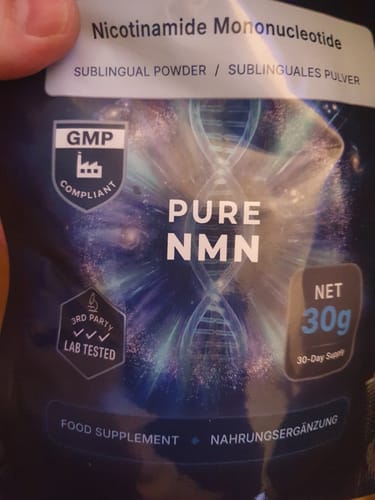 Nicotinamide Mononucleotide
SUBLINGUAL POWDER / SUBLINGUALES PULVER
GMP
COMPLIANT
PURE
NMN
NET
30g
30-Day Supply
3RD PARTY
LAB TESTED
FOOD SUPPLEMENT NAHRUNGSERGÄNZUNG